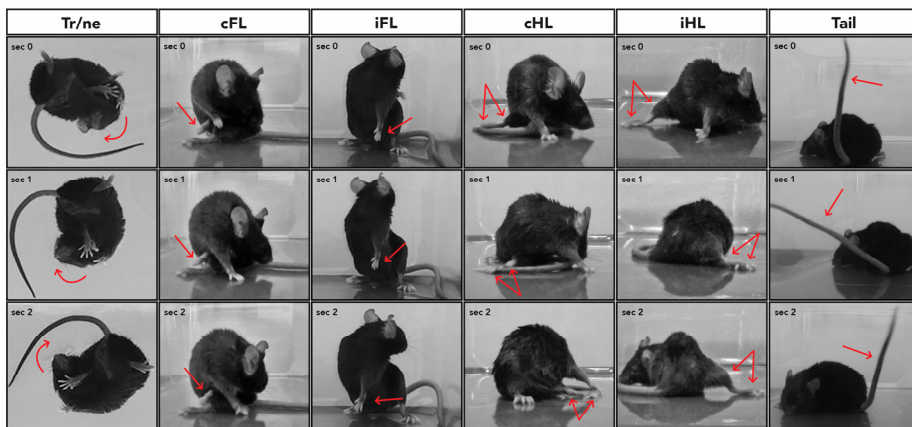 Tr/ne cFL iFL cHL iHL Tail
sec 0 sec 0 sec 0 sec 0 sec 0 sec 0
sec 1 sec 1 sec 1 sec 1 sec 1 sec 1
sec 2 sec 2 sec 2 sec 2 sec 2 sec 2